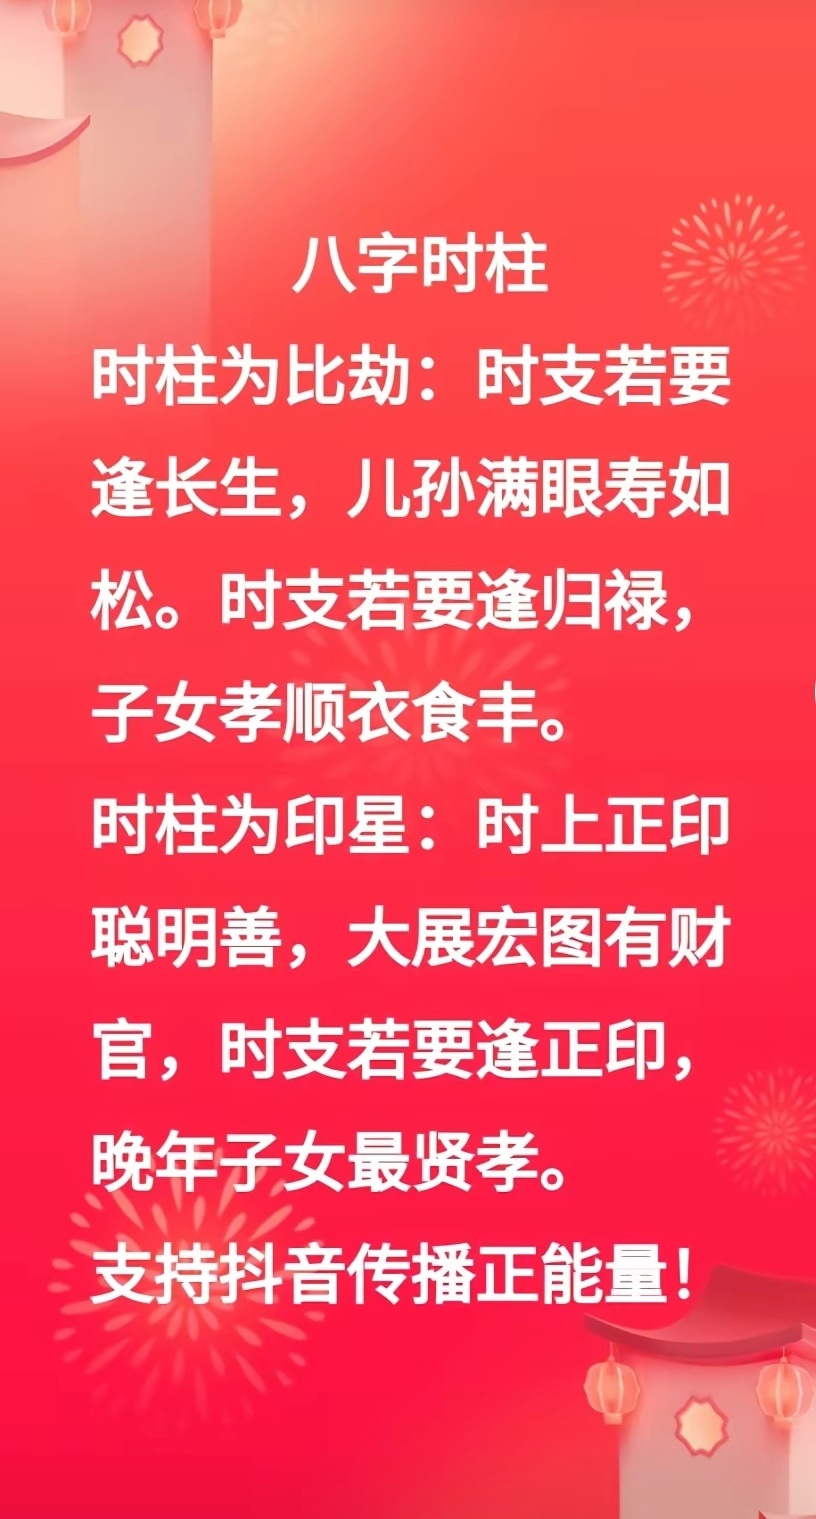 八字时柱
时柱为比劫：时支若要
逢长生，儿孙满眼寿如
松。时支若要逢归禄，
子女孝顺衣食丰。
时柱为印星：时上正印
聪明善，大展宏图有财
官，时支若要逢正印，
晚年子女最贤孝。
支持抖音传播正能量！